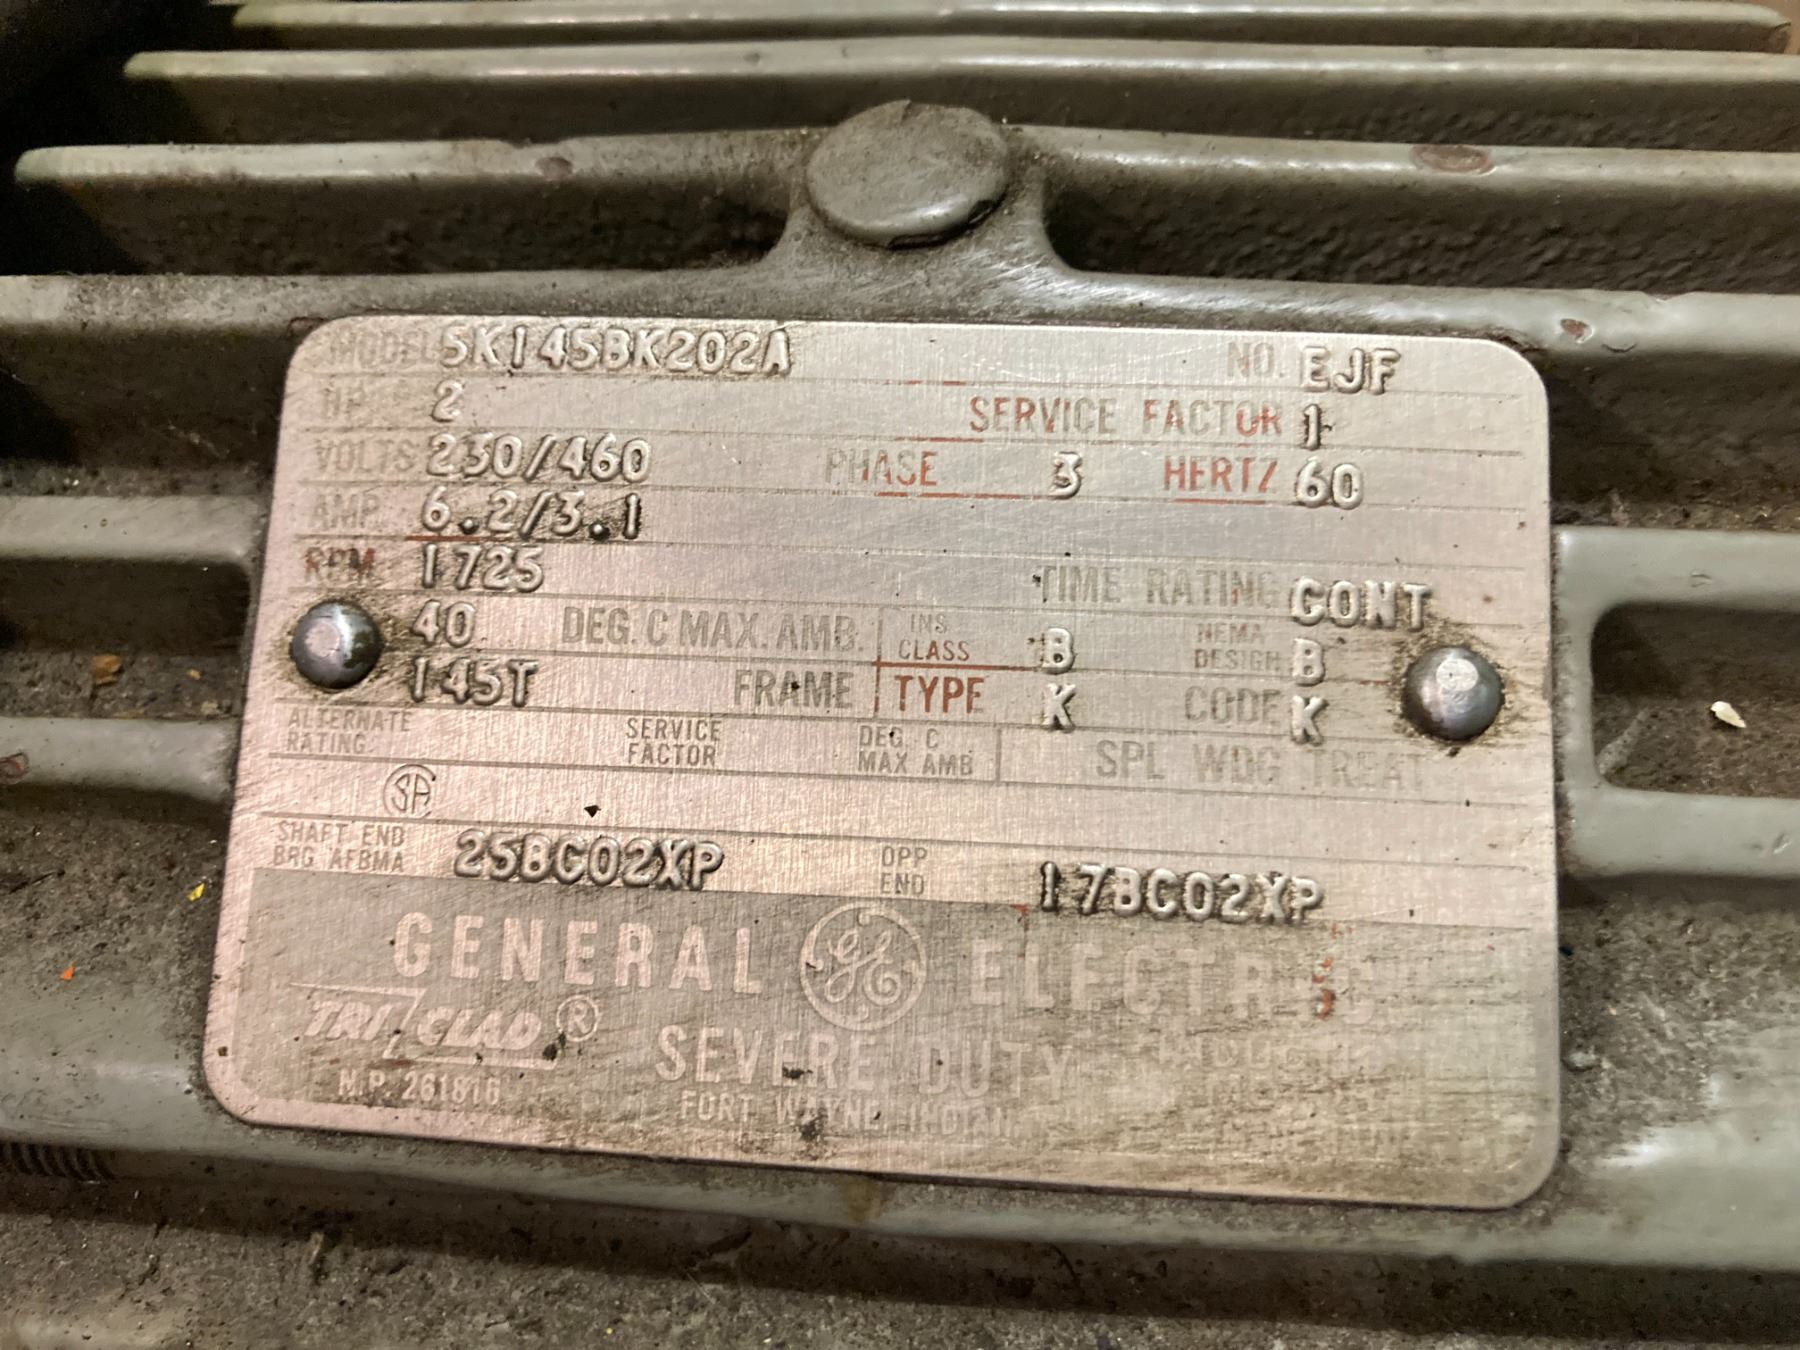 MODEL 5K145BK202A NO. EJF
HP 2 SERVICE FACTOR 1
VOLTS 230/460 PHASE 3 HERTZ 60
AMP. 6.2/3.1
RPM 1725 TIME RATING CONT
40 DEG. C MAX. AMB. INS CLASS B NEMA DESIGN B
145T FRAME TYPE K CODE K
ALTERNATE RATING SERVICE FACTOR DEG. C MAX AMB SPL WDG TREAT
SA
SHAFT END BRG AFBMA 25BC02XP OPP END 17BC02XP
GENERAL GE ELECTRIC
TRI CLAD ® SEVERE DUTY
N.P. 261816 FORT WAYNE, INDIANA